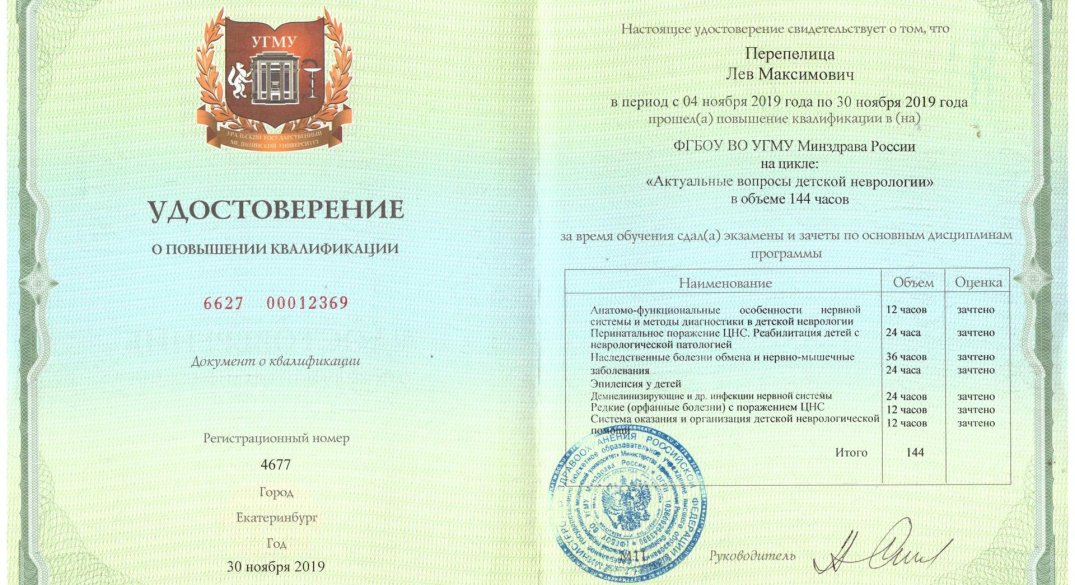 УГМУ
УРАЛЬСКИЙ ГОСУДАРСТВЕННЫЙ
МЕДИЦИНСКИЙ УНИВЕРСИТЕТ
УДОСТОВЕРЕНИЕ
О ПОВЫШЕНИИ КВАЛИФИКАЦИИ
6627 00012369
Документ о квалификации
Регистрационный номер
4677
Город
Екатеринбург
Год
30 ноября 2019
Настоящее удостоверение свидетельствует о том, что
Перепелица
Лев Максимович
в период с 04 ноября 2019 года по 30 ноября 2019 года
прошел(а) повышение квалификации в (на)
ФГБОУ ВО УГМУ Минздрава России
на цикле:
«Актуальные вопросы детской неврологии»
в объеме 144 часов
за время обучения сдал(а) экзамены и зачеты по основным дисциплинам
программы
Наименование Объем Оценка
Анатомо-функциональные особенности нервной 12 часов зачтено
системы и методы диагностики в детской неврологии
Перинатальное поражение ЦНС. Реабилитация детей с 24 часа зачтено
неврологической патологией
Наследственные болезни обмена и нервно-мышечные 36 часов зачтено
заболевания 24 часа зачтено
Эпилепсия у детей
Демиелинизирующие и др. инфекции нервной системы 24 часов зачтено
Редкие (орфанные болезни) с поражением ЦНС 12 часов зачтено
Система оказания и организация детской неврологической 12 часов зачтено
помощи
Итого 144
Руководитель